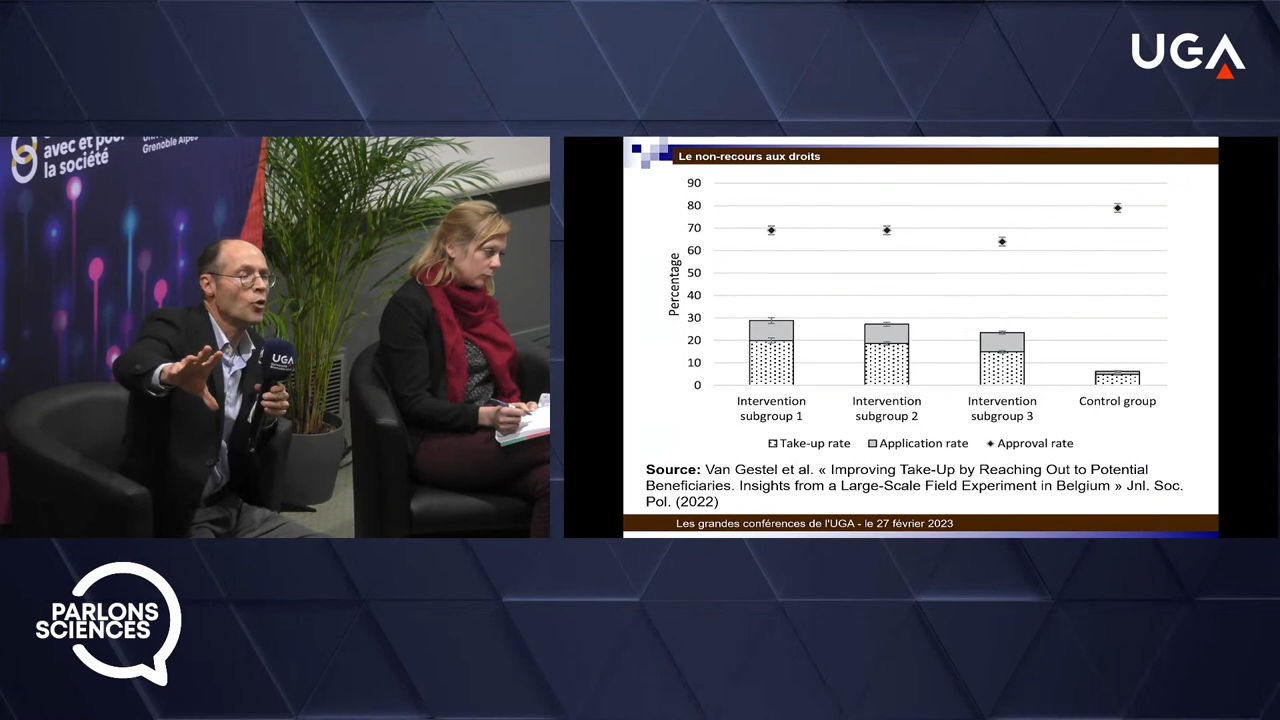 UGA
avec et pour
la société
Grenoble Alpes
UGA
Le non-recours aux droits
90
80
70
60
50
40
30
20
10
0
Percentage
Intervention
subgroup 1
Intervention
subgroup 2
Intervention
subgroup 3
Control group
Take-up rate
Application rate
Approval rate
Source: Van Gestel et al. « Improving Take-Up by Reaching Out to Potential
Beneficiaries. Insights from a Large-Scale Field Experiment in Belgium » Jnl. Soc.
Pol. (2022)
Les grandes conférences de l'UGA - le 27 février 2023
PARLONS
SCIENCES